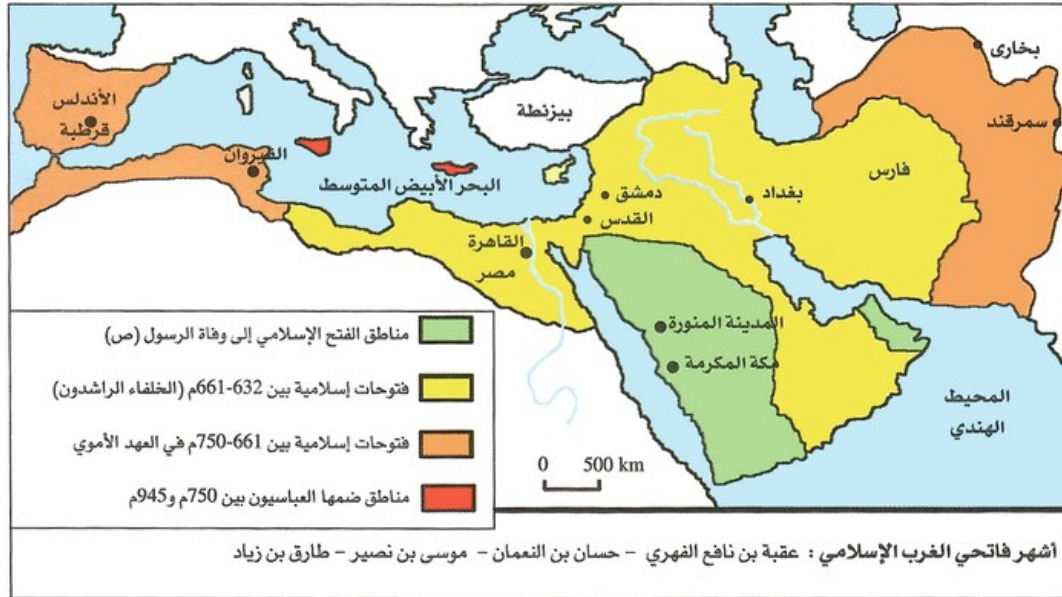 بخارى
سمرقند
الأندلس
قرطبة
بيزنطة
القيروان
فارس
البحر الأبيض المتوسط
دمشق
بغداد
القدس
القاهرة
مصر
المدينة المنورة
مكة المكرمة
المحيط
الهندي
0 500 km
مناطق الفتح الإسلامي إلى وفاة الرسول (ص)
فتوحات إسلامية بين 632-661م (الخلفاء الراشدون)
فتوحات إسلامية بين 661-750م في العهد الأموي
مناطق ضمها العباسيون بين 750م و945م
أشهر فاتحي الغرب الإسلامي : عقبة بن نافع الفهري - حسان بن النعمان - موسى بن نصير - طارق بن زياد